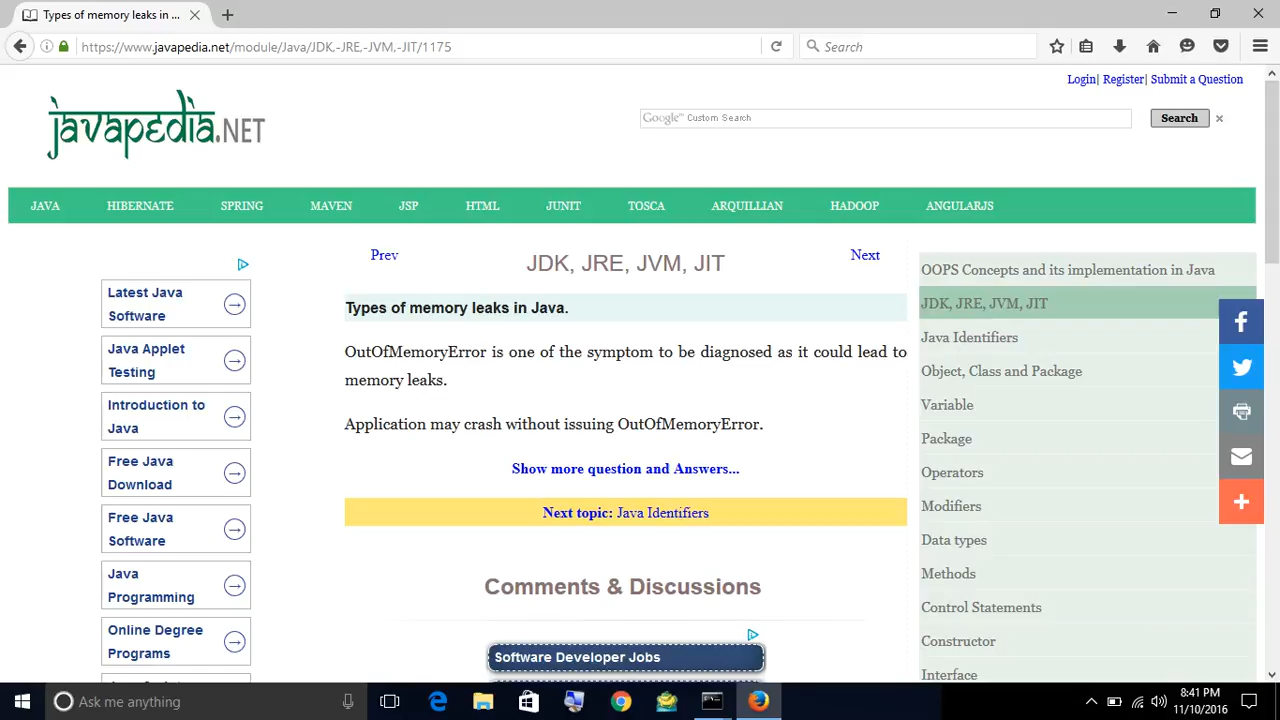 Types of memory leaks in ...
https://www.javapedia.net/module/Java/JDK,-JRE,-JVM,-JIT/1175
Search
Login| Register| Submit a Question
javapedia.NET
Google™ Custom Search
Search
JAVA HIBERNATE SPRING MAVEN JSP HTML JUNIT TOSCA ARQUILLIAN HADOOP ANGULARJS
Latest Java
Software
Java Applet
Testing
Introduction to
Java
Free Java
Download
Free Java
Software
Java
Programming
Online Degree
Programs
Prev
JDK, JRE, JVM, JIT
Next
Types of memory leaks in Java.
OutOfMemoryError is one of the symptom to be diagnosed as it could lead to
memory leaks.
Application may crash without issuing OutOfMemoryError.
Show more question and Answers...
Next topic: Java Identifiers
Comments & Discussions
Software Developer Jobs
OOPS Concepts and its implementation in Java
JDK, JRE, JVM, JIT
Java Identifiers
Object, Class and Package
Variable
Package
Operators
Modifiers
Data types
Methods
Control Statements
Constructor
Interface
Ask me anything
8:41 PM
11/10/2016